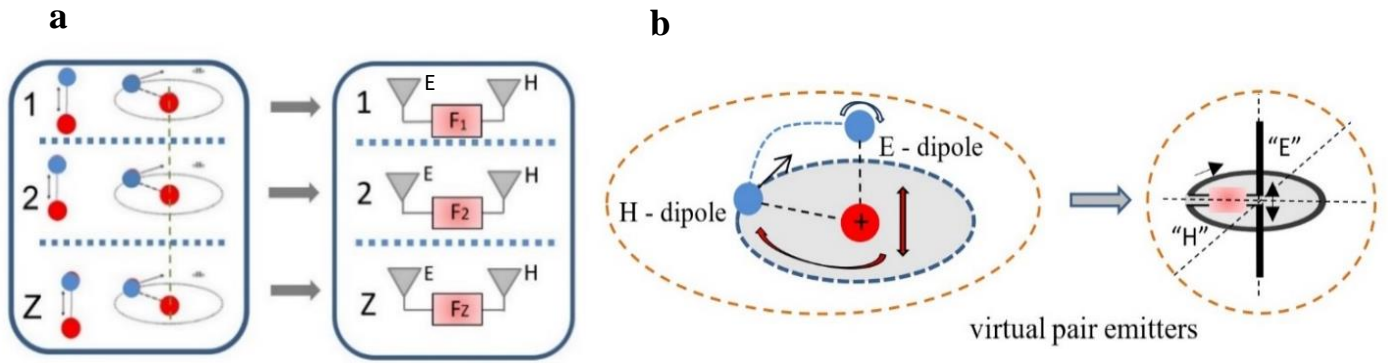 a
b
1
E
H
1
F1
2
E
H
2
F2
Z
E
H
Z
FZ
E - dipole
H - dipole
+
"E"
"H"
virtual pair emitters